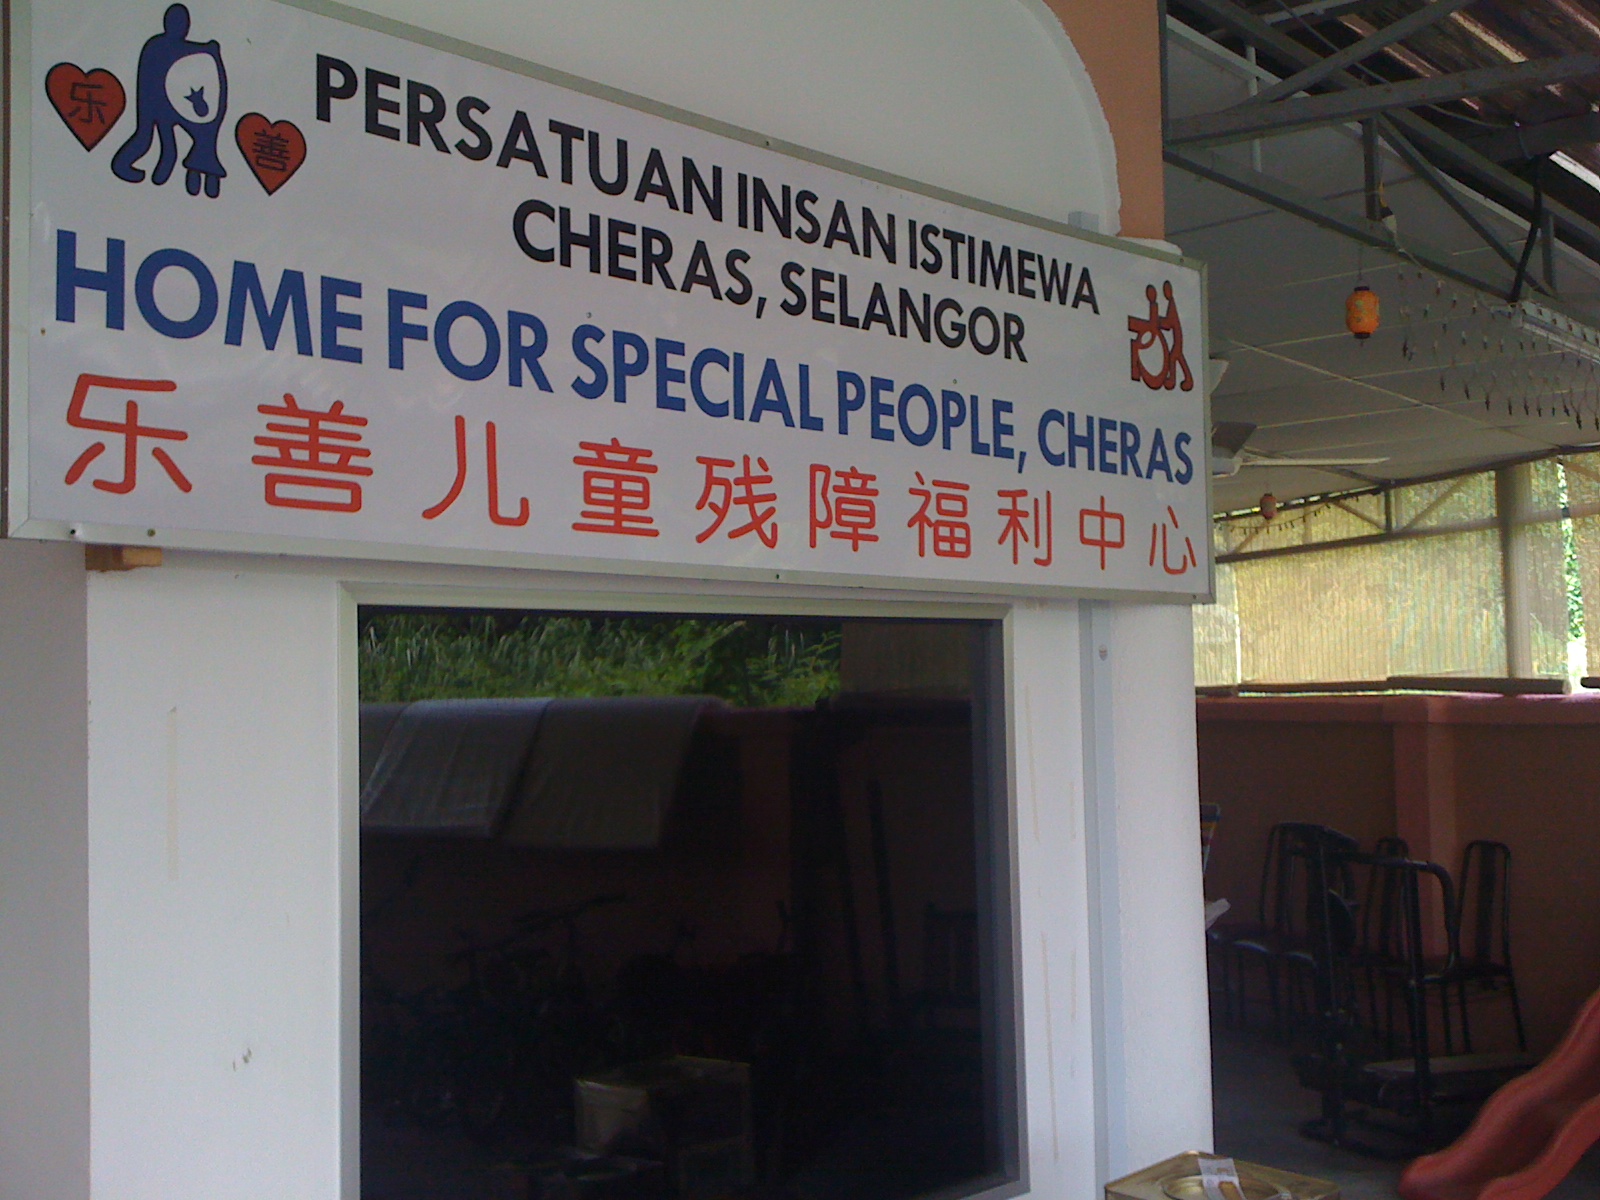 乐
善
PERSATUAN INSAN ISTIMEWA
CHERAS, SELANGOR
HOME FOR SPECIAL PEOPLE, CHERAS
乐善儿童残障福利中心